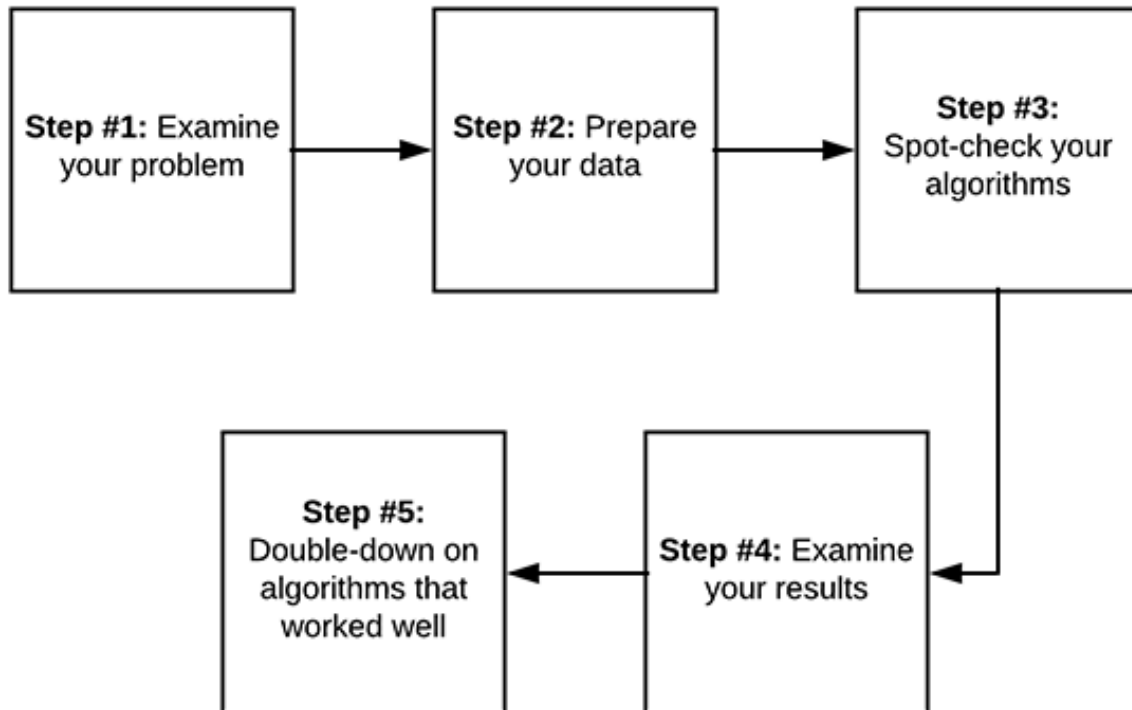 Step #1: Examine
your problem
Step #2: Prepare
your data
Step #3:
Spot-check your
algorithms
Step #4: Examine
your results
Step #5:
Double-down on
algorithms that
worked well